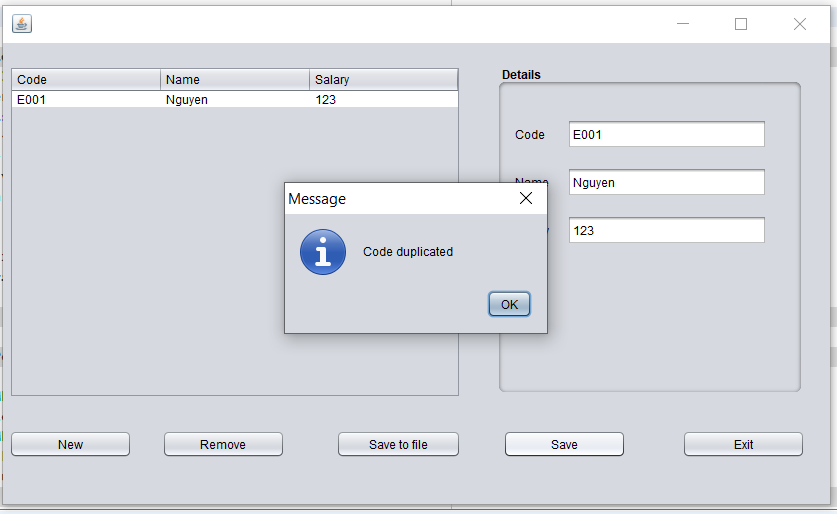 Code Name Salary
E001 Nguyen 123
Details
Code E001
Name Nguyen
123
Message
Code duplicated
OK
New Remove Save to file Save Exit